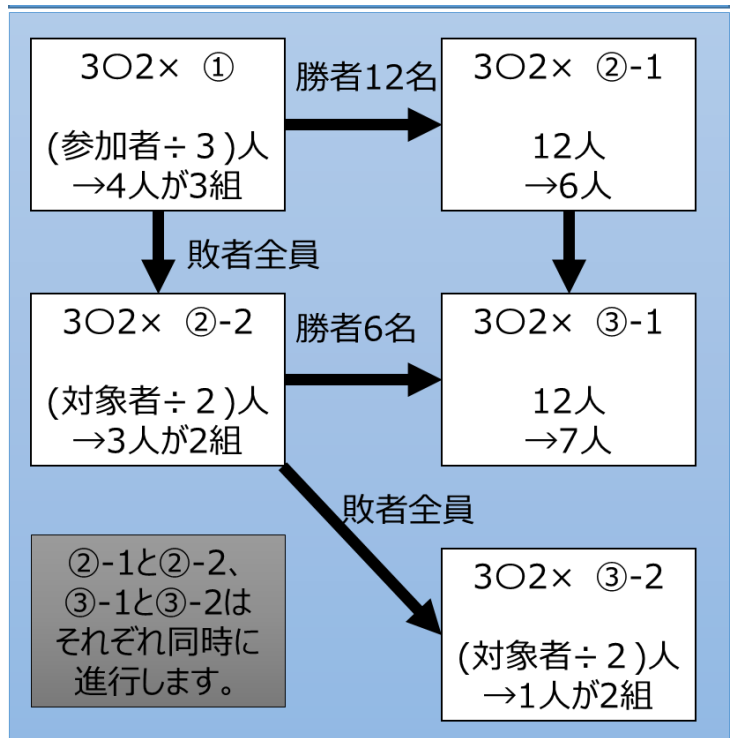 3〇2× ①
(参加者÷3)人
→4人が3組
勝者12名
3〇2× ②-1
12人
→6人
敗者全員
3〇2× ②-2
(対象者÷2)人
→3人が2組
勝者6名
3〇2× ③-1
12人
→7人
敗者全員
②-1と②-2、
③-1と③-2は
それぞれ同時に
進行します。
3〇2× ③-2
(対象者÷2)人
→1人が2組